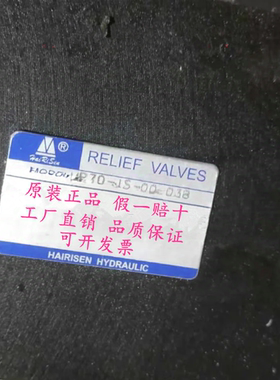 ®
HaiRiSen
RELIEF VALVES
原装正品 假一赔十
工厂直销 品质保证
可开发票
HAIRISEN HYDRAULIC